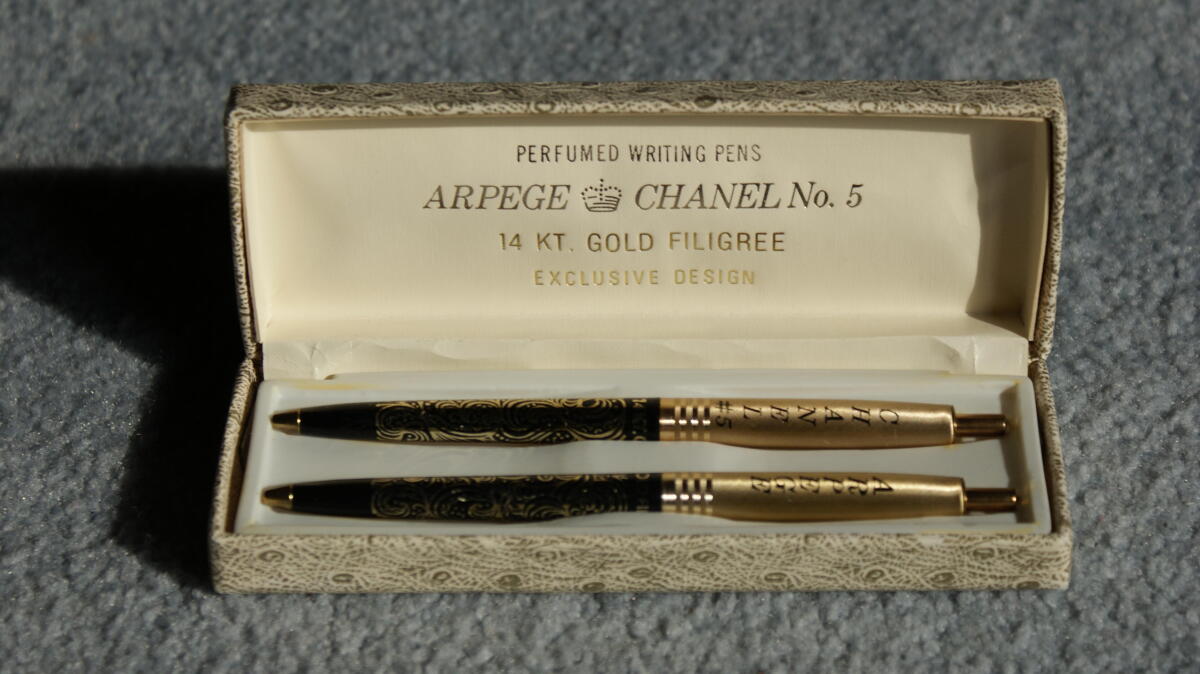 PERFUMED WRITING PENS
ARPEGE CHANEL No. 5
14 KT. GOLD FILIGREE
EXCLUSIVE DESIGN
CHANEL #5
ARPEGE